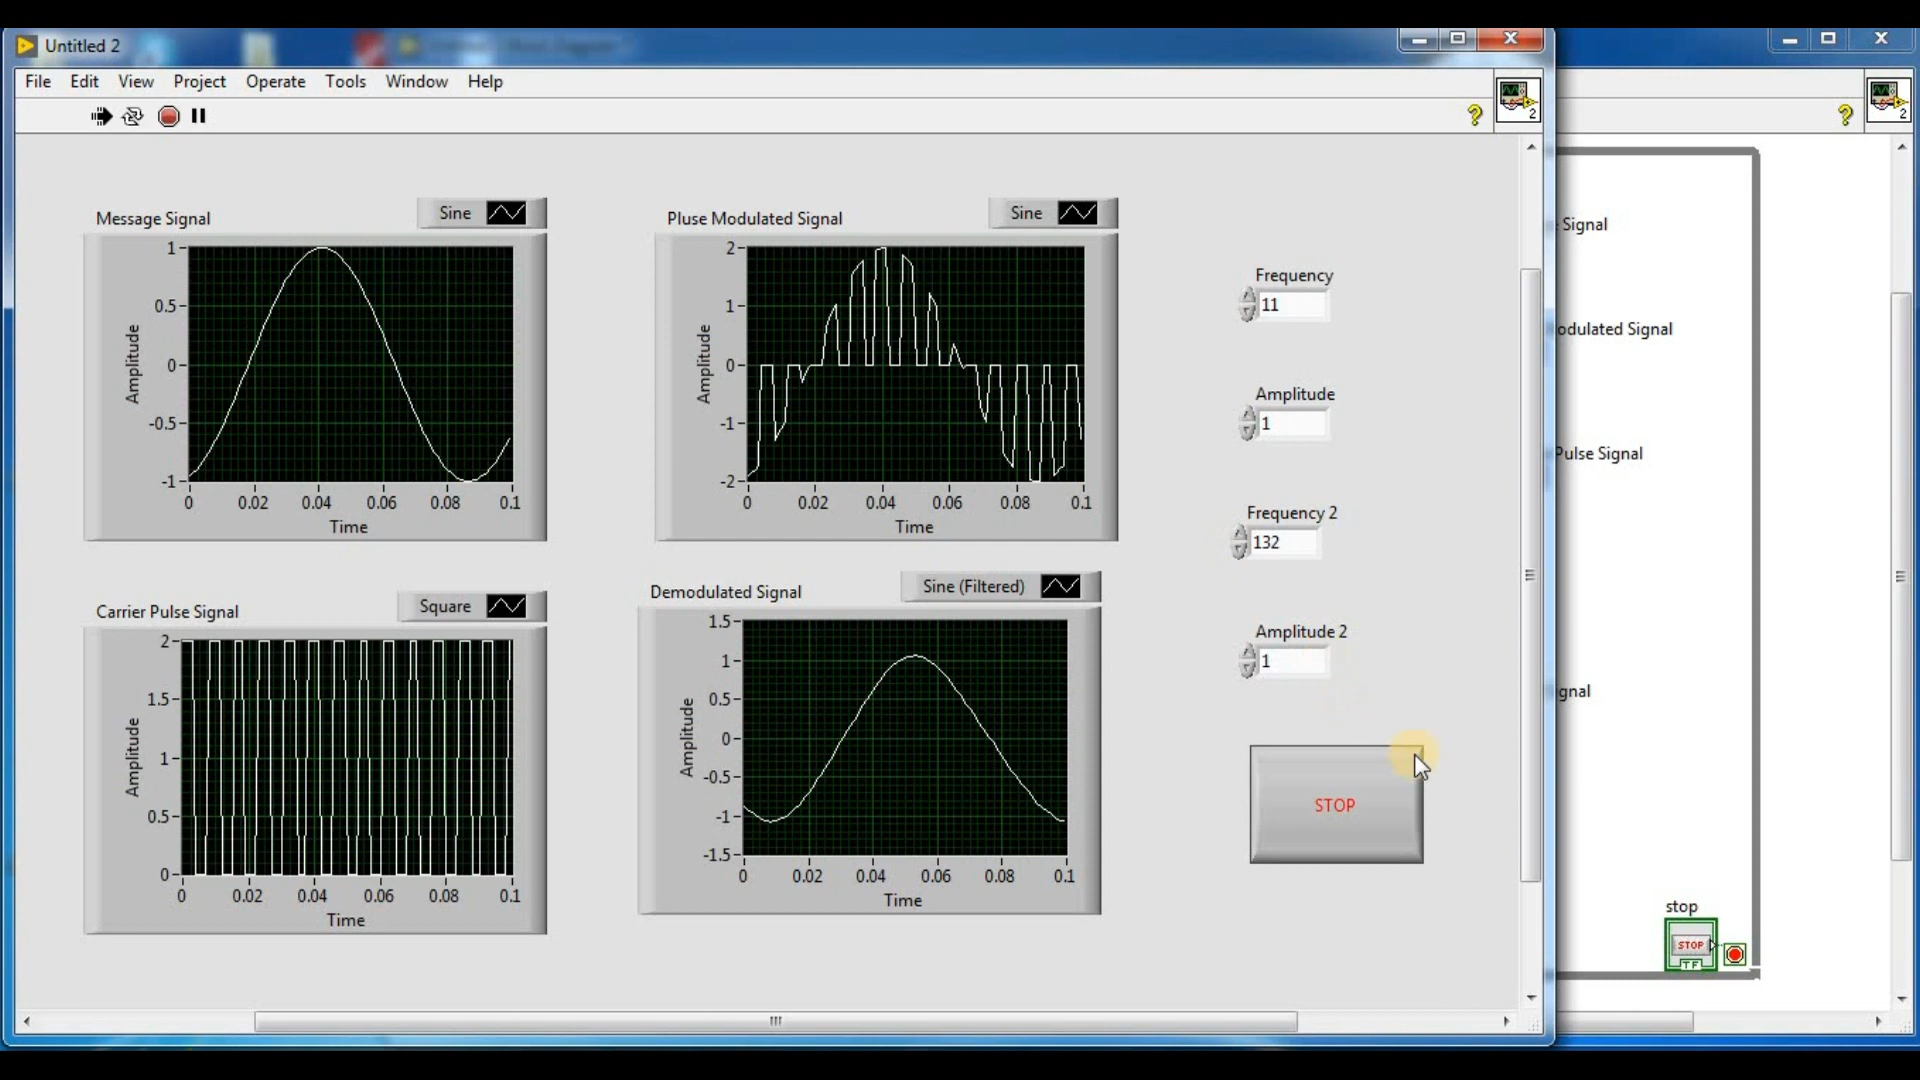 Untitled 2
File Edit View Project Operate Tools Window Help
2
2
Message Signal
Sine
1
0.5
0
-0.5
-1
Amplitude
0 0.02 0.04 0.06 0.08 0.1
Time
Pluse Modulated Signal
Sine
2
1
0
-1
-2
Amplitude
0 0.02 0.04 0.06 0.08 0.1
Time
Carrier Pulse Signal
Square
2
1.5
1
0.5
0
Amplitude
0 0.02 0.04 0.06 0.08 0.1
Time
Demodulated Signal
Sine (Filtered)
1.5
1
0.5
0
-0.5
-1
-1.5
Amplitude
0 0.02 0.04 0.06 0.08 0.1
Time
Frequency
11
Amplitude
1
Frequency 2
132
Amplitude 2
1
STOP
Signal
odulated Signal
Pulse Signal
gnal
stop
STOP
TF